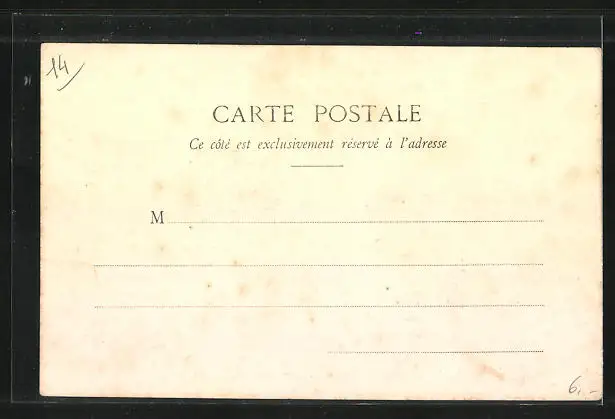 14
CARTE POSTALE
Ce côté est exclusivement réservé à l'adresse
M
6,-